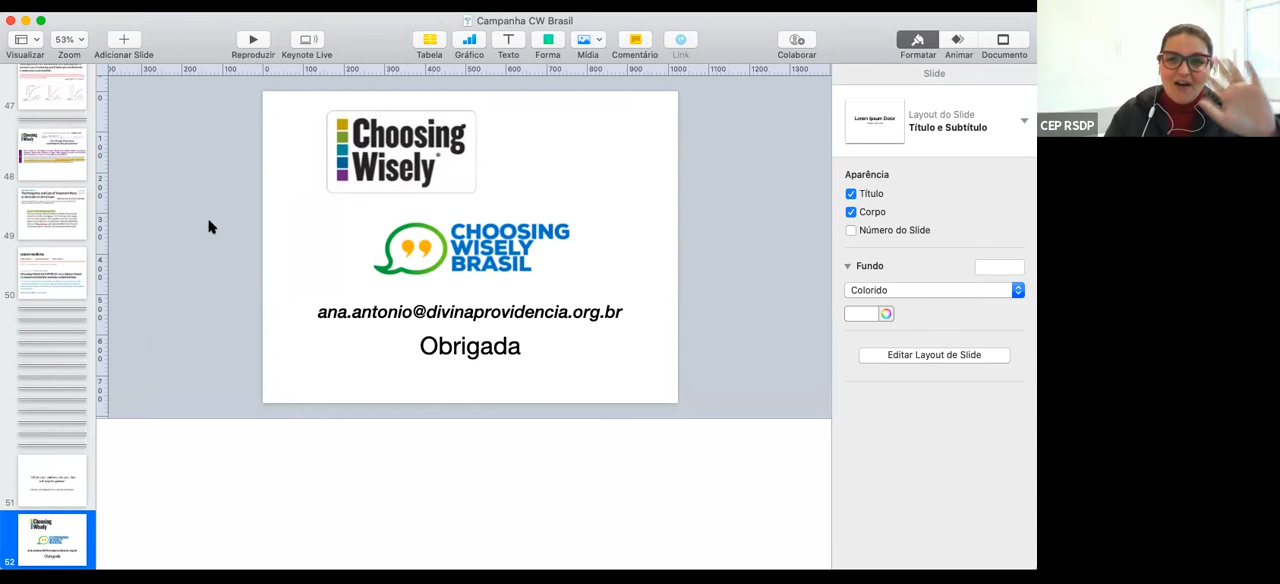 Campanha CW Brasil
53%
Visualizar
Zoom
Adicionar Slide
Reproduzir
Keynote Live
Tabela
Gráfico
Texto
Forma
Mídia
Comentário
Link
Colaborar
Formatar
Animar
Documento
Slide
Layout do Slide
Título e Subtítulo
Aparência
Título
Corpo
Número do Slide
Fundo
Colorido
Editar Layout de Slide
47
48
49
50
51
52
Choosing
Wisely®
CHOOSING
WISELY
BRASIL
ana.antonio@divinaprovidencia.org.br
Obrigada
CEP RSDP